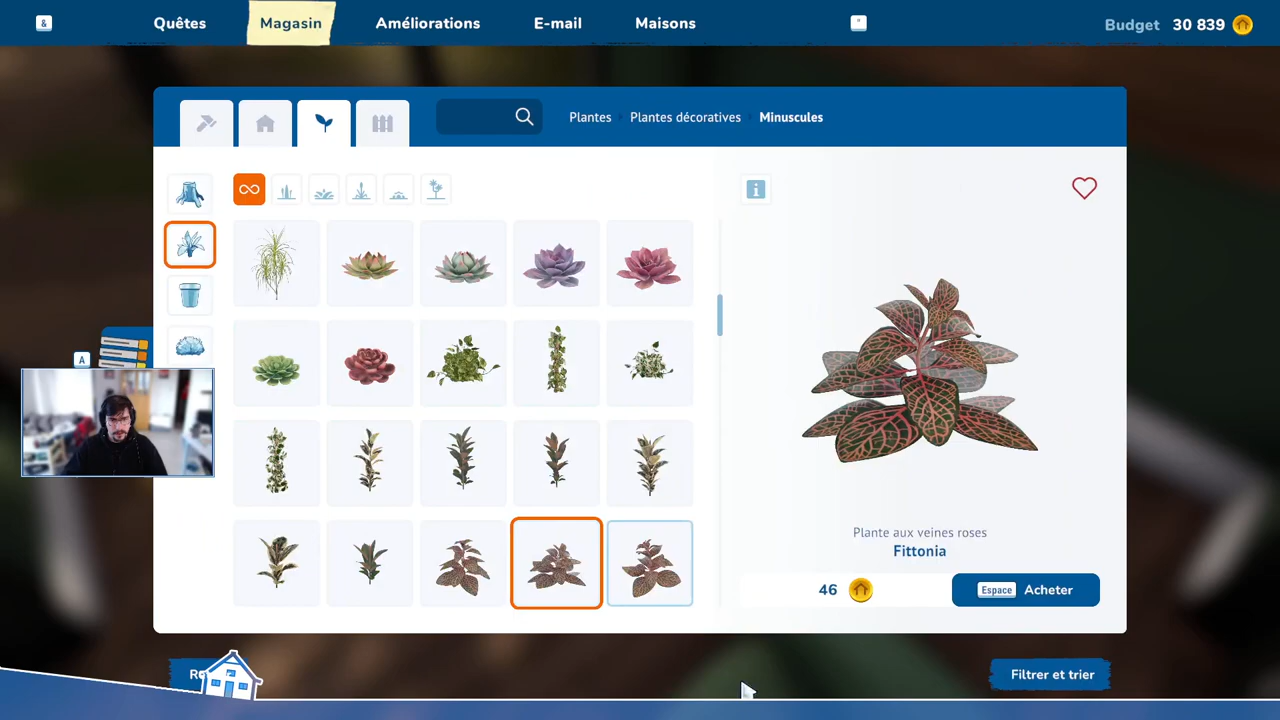 &
Quêtes
Magasin
Améliorations
E-mail
Maisons
"
Budget 30 839
Plantes
Plantes décoratives
Minuscules
i
A
Plante aux veines roses
Fittonia
46
Espace Acheter
Filtrer et trier